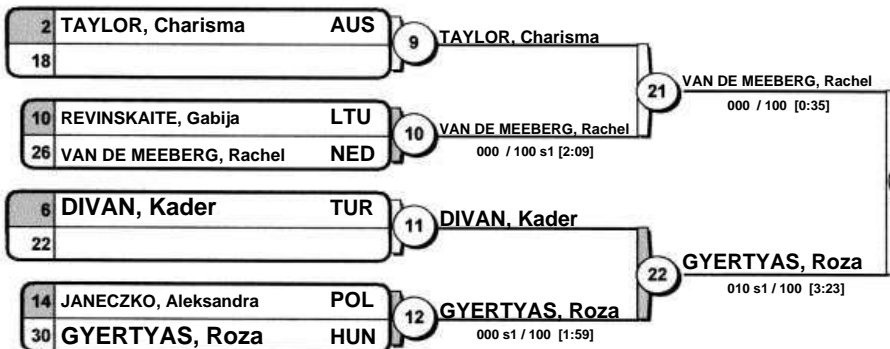 2 TAYLOR, Charisma AUS
18
9
TAYLOR, Charisma
10 REVINSKAITE, Gabija LTU
26 VAN DE MEEBERG, Rachel NED
10
VAN DE MEEBERG, Rachel
000 / 100 s1 [2:09]
21
VAN DE MEEBERG, Rachel
000 / 100 [0:35]
6 DIVAN, Kader TUR
22
11
DIVAN, Kader
14 JANECZKO, Aleksandra POL
30 GYERTYAS, Roza HUN
12
GYERTYAS, Roza
000 s1 / 100 [1:59]
22
GYERTYAS, Roza
010 s1 / 100 [3:23]